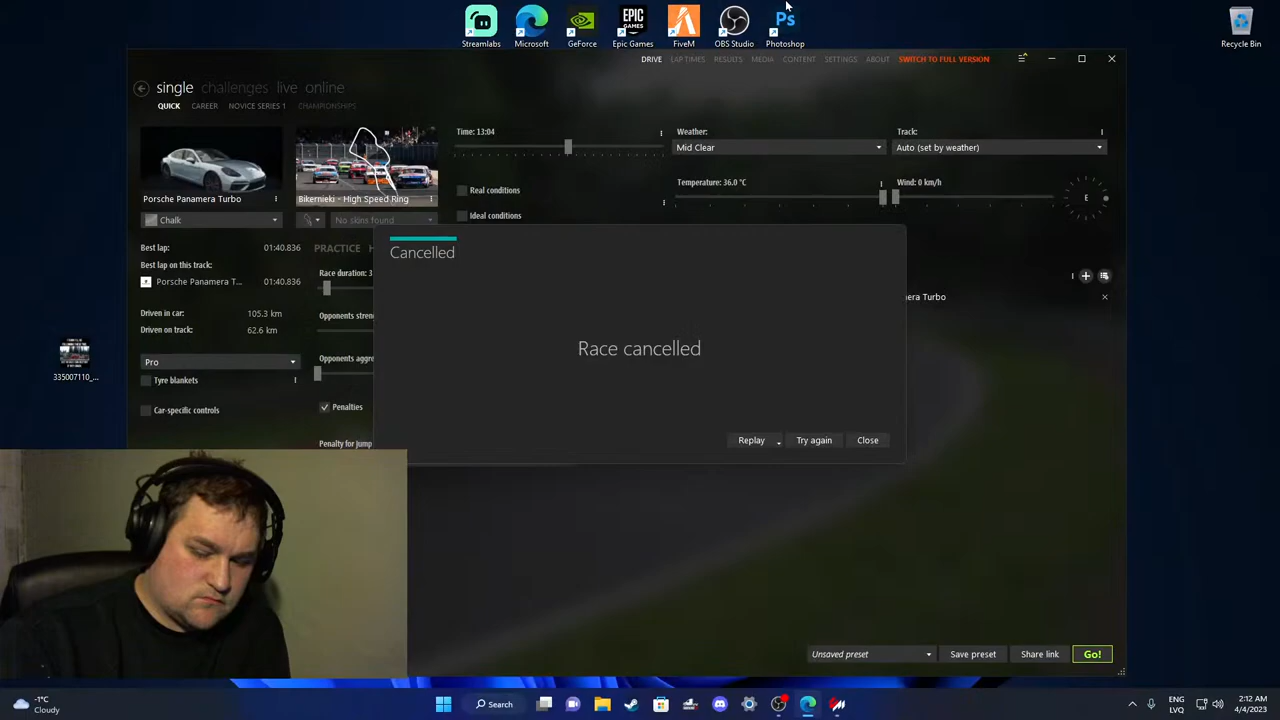 Streamlabs
Microsoft
GeForce
Epic Games
FiveM
OBS Studio
Photoshop
Recycle Bin
335007110_...
DRIVE LAP TIMES RESULTS MEDIA CONTENT SETTINGS ABOUT SWITCH TO FULL VERSION
single challenges live online
QUICK CAREER NOVICE SERIES 1 CHAMPIONSHIPS
Porsche Panamera Turbo
Bikernieki - High Speed Ring
Chalk
No skins found
Time: 13:04
Weather:
Mid Clear
Track:
Auto (set by weather)
Real conditions
Ideal conditions
Temperature: 36.0 °C
Wind: 0 km/h
E
Best lap: 01:40.836
Best lap on this track:
Porsche Panamera T... 01:40.836
Driven in car: 105.3 km
Driven on track: 62.6 km
Pro
Tyre blankets
Car-specific controls
PRACTICE
Race duration: 3
Opponents stren
Opponents aggre
Penalties
Penalty for jump
Cancelled
Race cancelled
Replay Try again Close
era Turbo
Unsaved preset Save preset Share link Go!
-1°C
Cloudy
Search
ENG
LVQ
2:12 AM
4/4/2023